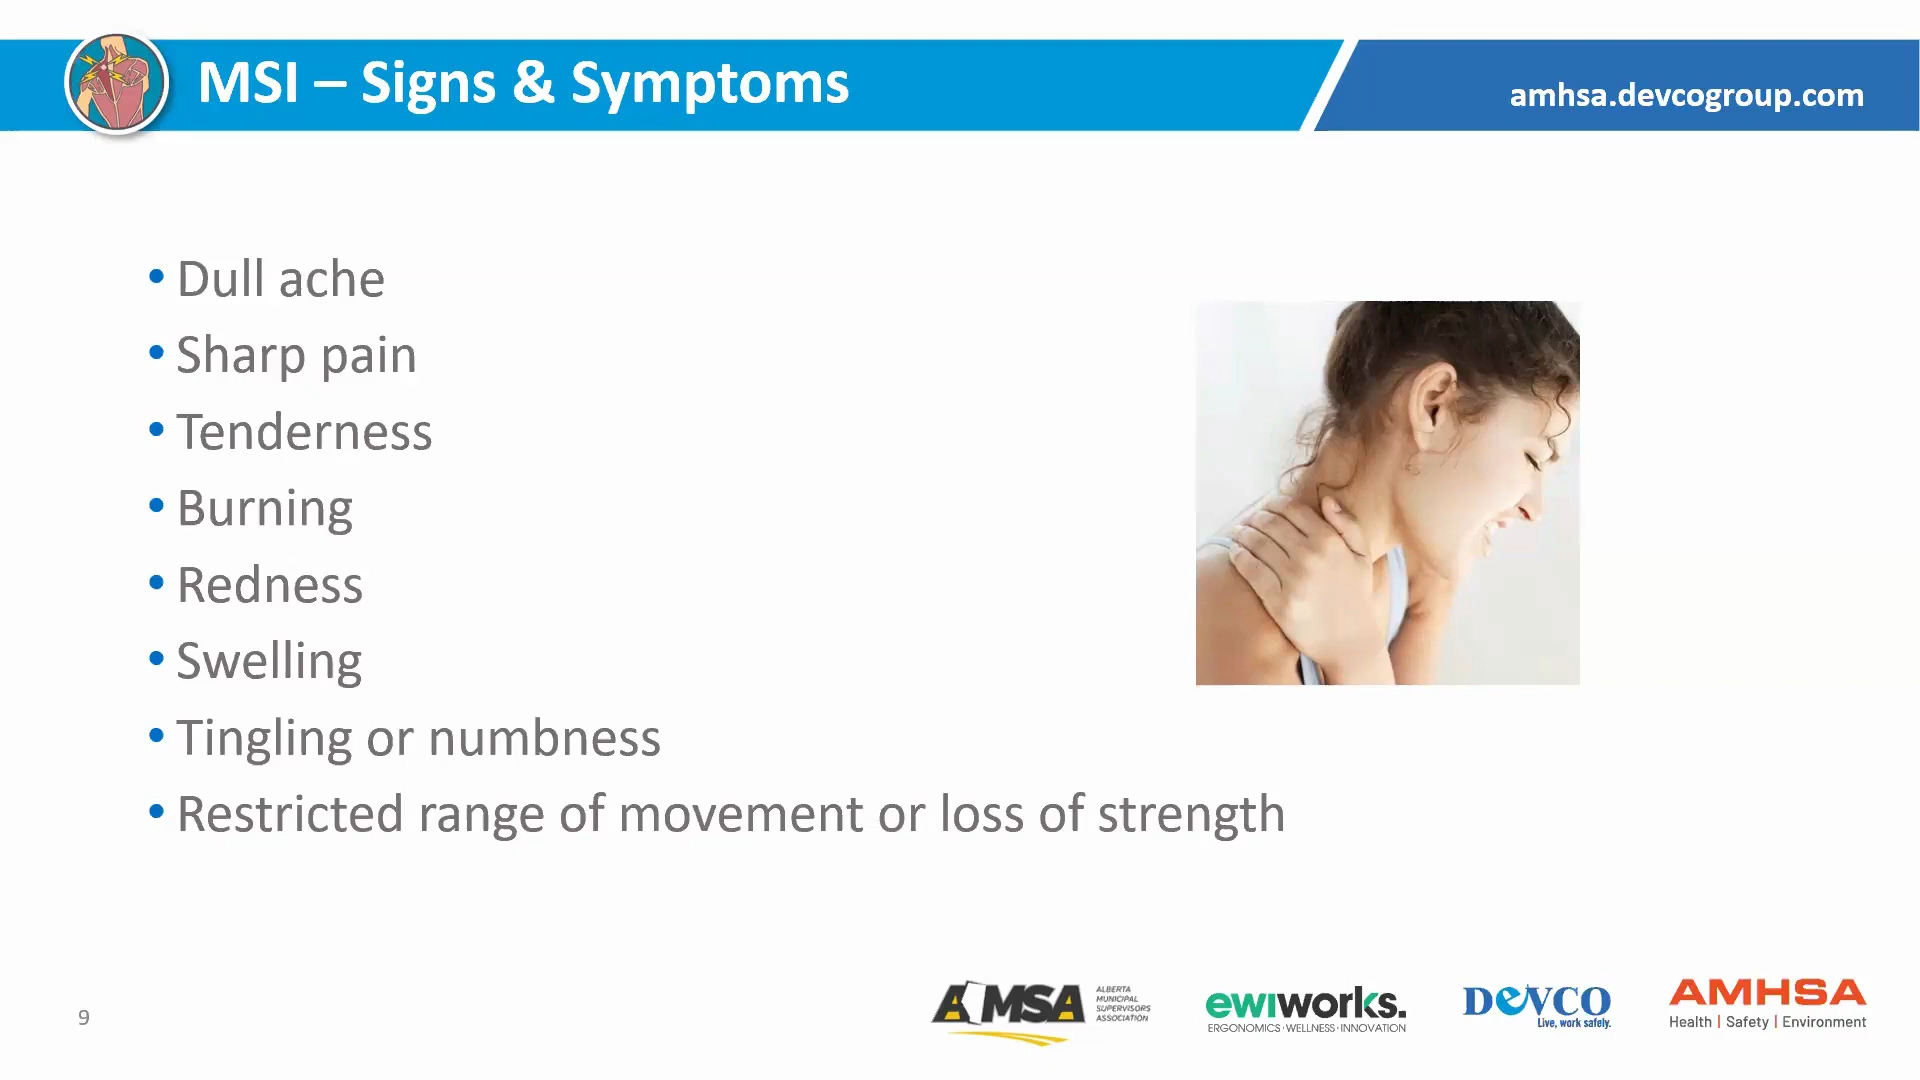 MSI – Signs & Symptoms
amhsa.devcogroup.com
• Dull ache
• Sharp pain
• Tenderness
• Burning
• Redness
• Swelling
• Tingling or numbness
• Restricted range of movement or loss of strength
9
AMSA
ALBERTA
MUNICIPAL
SUPERVISORS
ASSOCIATION
ewiworks.
ERGONOMICS·WELLNESS·INNOVATION
DEVCO
Live, work safely.
AMHSA
Health | Safety | Environment